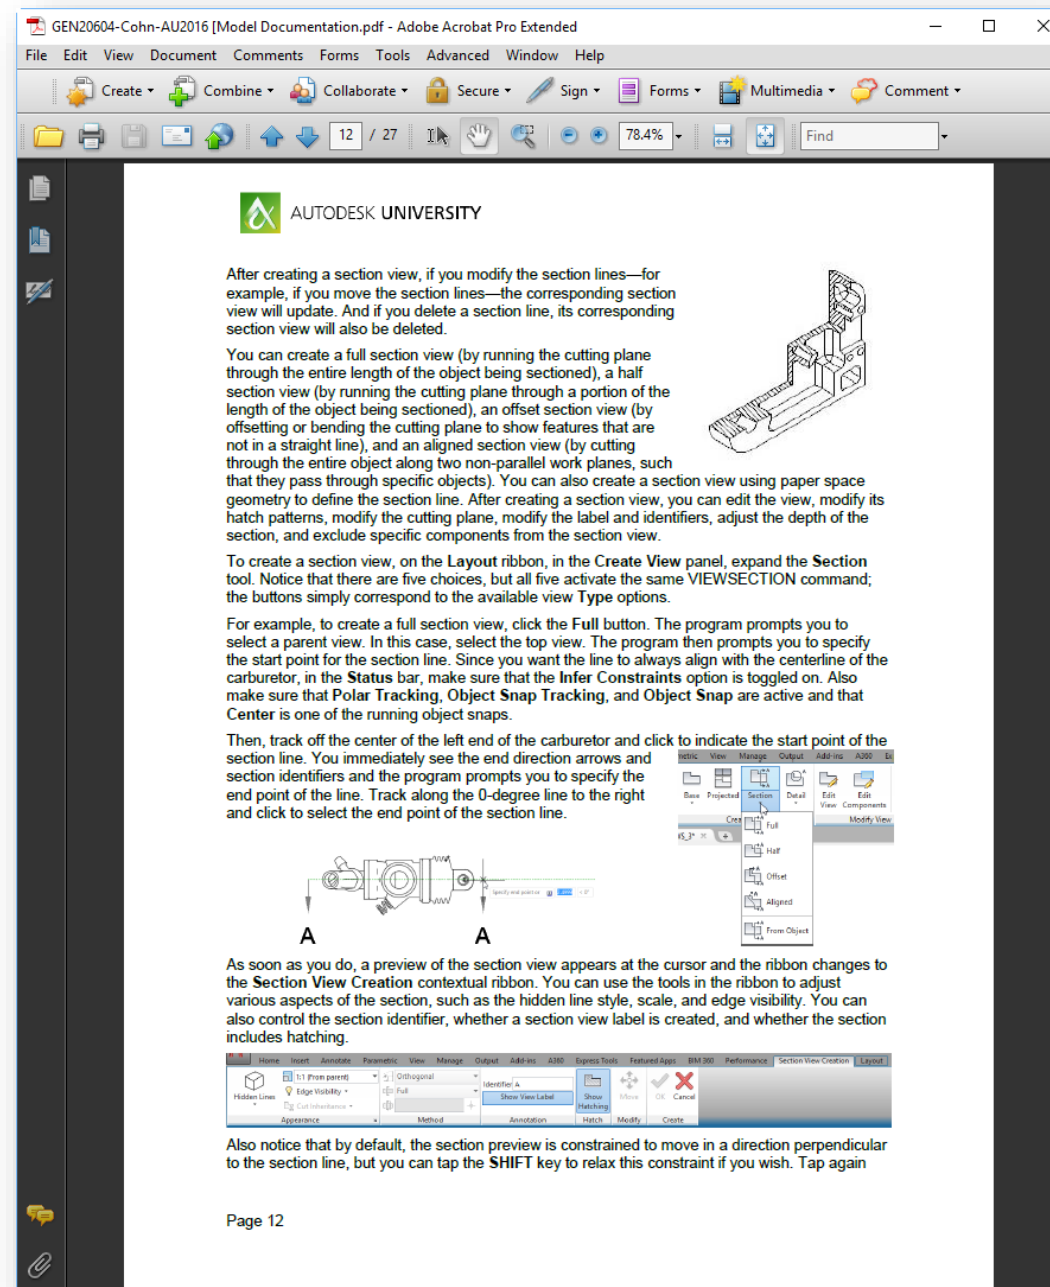 GEN20604-Cohn-AU2016 [Model Documentation.pdf - Adobe Acrobat Pro Extended
File Edit View Document Comments Forms Tools Advanced Window Help
Create Combine Collaborate Secure Sign Forms Multimedia Comment
12 / 27 78.4% Find
AUTODESK UNIVERSITY
After creating a section view, if you modify the section lines—for
example, if you move the section lines—the corresponding section
view will update. And if you delete a section line, its corresponding
section view will also be deleted.
You can create a full section view (by running the cutting plane
through the entire length of the object being sectioned), a half
section view (by running the cutting plane through a portion of the
length of the object being sectioned), an offset section view (by
offsetting or bending the cutting plane to show features that are
not in a straight line), and an aligned section view (by cutting
through the entire object along two non-parallel work planes, such
that they pass through specific objects). You can also create a section view using paper space
geometry to define the section line. After creating a section view, you can edit the view, modify its
hatch patterns, modify the cutting plane, modify the label and identifiers, adjust the depth of the
section, and exclude specific components from the section view.
To create a section view, on the Layout ribbon, in the Create View panel, expand the Section
tool. Notice that there are five choices, but all five activate the same VIEWSECTION command;
the buttons simply correspond to the available view Type options.
For example, to create a full section view, click the Full button. The program prompts you to
select a parent view. In this case, select the top view. The program then prompts you to specify
the start point for the section line. Since you want the line to always align with the centerline of the
carburetor, in the Status bar, make sure that the Infer Constraints option is toggled on. Also
make sure that Polar Tracking, Object Snap Tracking, and Object Snap are active and that
Center is one of the running object snaps.
Then, track off the center of the left end of the carburetor and click to indicate the start point of the
section line. You immediately see the end direction arrows and
section identifiers and the program prompts you to specify the
end point of the line. Track along the 0-degree line to the right
and click to select the end point of the section line.
metric View Manage Output Add-ins A360 Ex
Base Projected Section Detail Edit View Edit Components
Crea Modify View
Full
Half
Offset
Aligned
From Object
Specify end point or
A A
As soon as you do, a preview of the section view appears at the cursor and the ribbon changes to
the Section View Creation contextual ribbon. You can use the tools in the ribbon to adjust
various aspects of the section, such as the hidden line style, scale, and edge visibility. You can
also control the section identifier, whether a section view label is created, and whether the section
includes hatching.
Home Insert Annotate Parametric View Manage Output Add-ins A360 Express Tools Featured Apps BIM 360 Performance Section View Creation Layout
1:1 (From parent) Orthogonal
Edge Visibility Full Identifier A
Hidden Lines Cut Inheritance Show View Label Show Hatching Move OK Cancel
Appearance Method Annotation Hatch Modify Create
Also notice that by default, the section preview is constrained to move in a direction perpendicular
to the section line, but you can tap the SHIFT key to relax this constraint if you wish. Tap again
Page 12